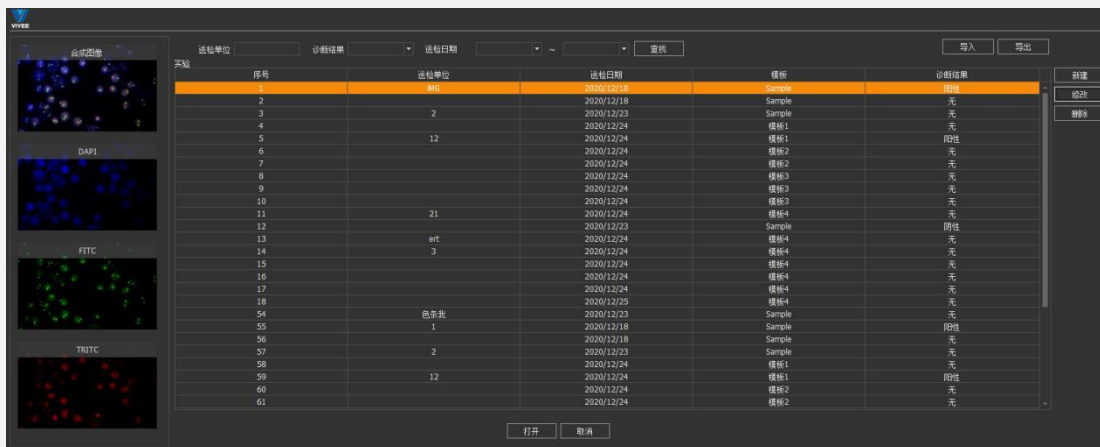 VIVEE
合成图像
DAPI
FITC
TRITC
送检单位 诊断结果 送检日期 ~ 查找 导入 导出
实验
序号 送检单位 送检日期 模板 诊断结果
1 IMG 2020/12/18 Sample 阳性
2 2020/12/18 Sample 无
3 2 2020/12/23 Sample 无
4 2020/12/24 模板1 无
5 12 2020/12/24 模板1 阳性
6 2020/12/24 模板2 无
7 2020/12/24 模板2 无
8 2020/12/24 模板3 无
9 2020/12/24 模板3 无
10 2020/12/24 模板3 无
11 21 2020/12/24 模板4 无
12 2020/12/23 Sample 阴性
13 ert 2020/12/24 模板4 无
14 3 2020/12/24 模板4 无
15 2020/12/24 模板4 无
16 2020/12/24 模板4 无
17 2020/12/24 模板4 无
18 2020/12/25 模板4 无
54 色条我 2020/12/23 Sample 无
55 1 2020/12/18 Sample 阳性
56 2020/12/18 Sample 无
57 2 2020/12/23 Sample 无
58 2020/12/24 模板1 无
59 12 2020/12/24 模板1 阳性
60 2020/12/24 模板2 无
61 2020/12/24 模板2 无
新建
修改
删除
打开 取消